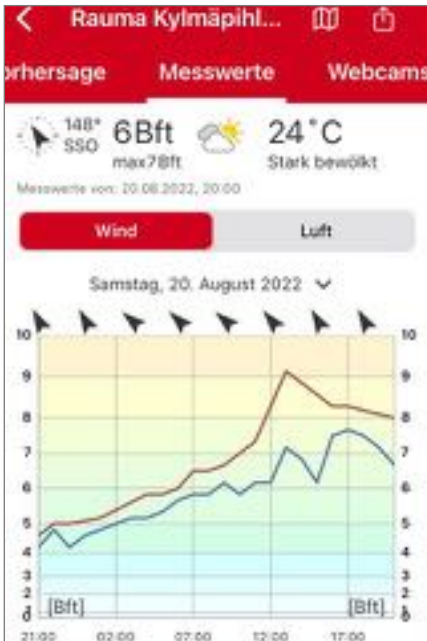 Rauma Kylmäpihl...
orhersage Messwerte Webcams
148° 6Bft 24°C
SSO max7Bft Stark bewölkt
Messwerte von: 20.08.2022, 20:00
Wind Luft
Samstag, 20. August 2022
10 10
9 9
8 8
7 7
6 6
5 5
4 4
3 3
2 2
0 [Bft] [Bft] 0
21:00 02:00 07:00 12:00 17:00